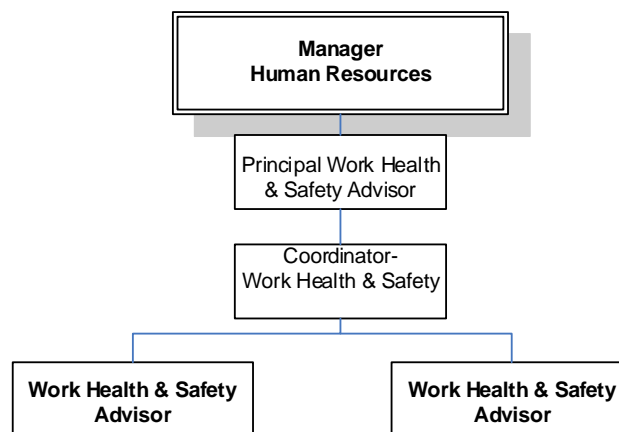 Manager
Human Resources
Principal Work Health
& Safety Advisor
Coordinator-
Work Health & Safety
Work Health & Safety
Advisor
Work Health & Safety
Advisor